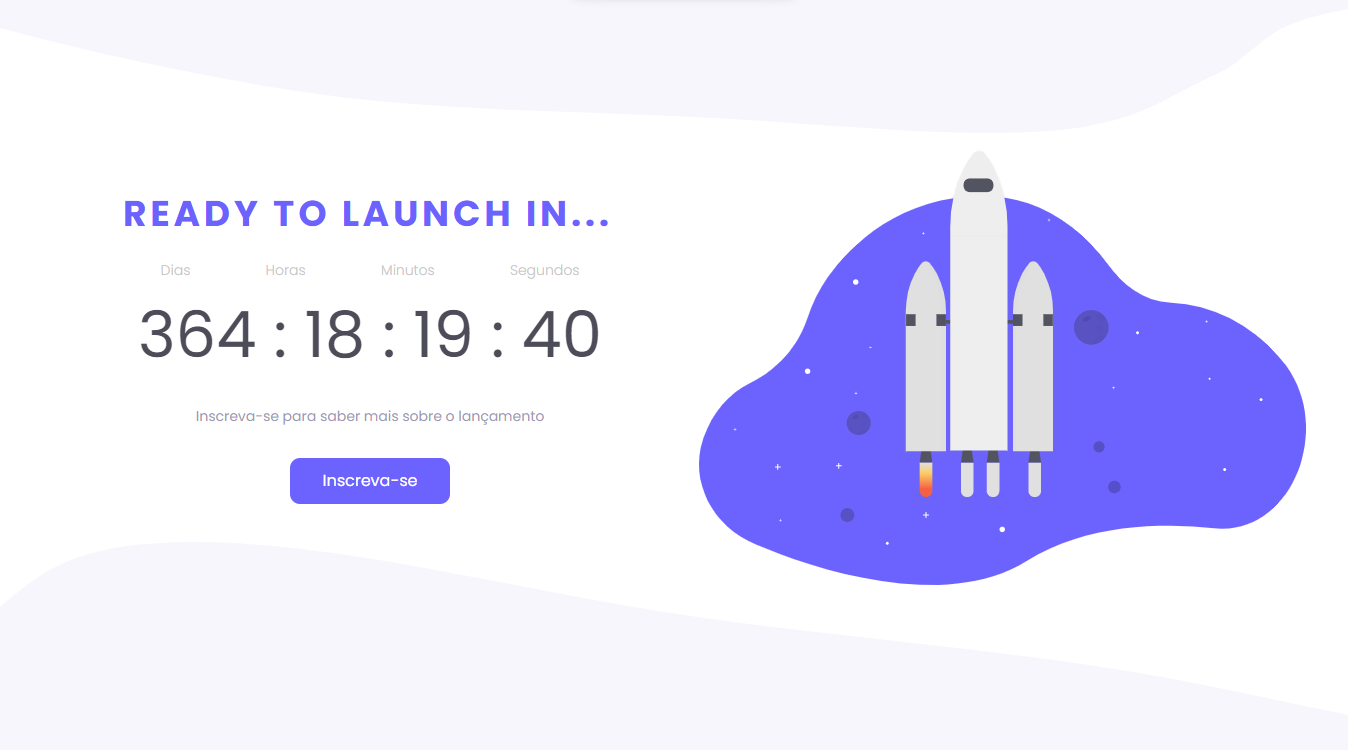 READY TO LAUNCH IN...
Dias Horas Minutos Segundos
364 : 18 : 19 : 40
Inscreva-se para saber mais sobre o lançamento
Inscreva-se